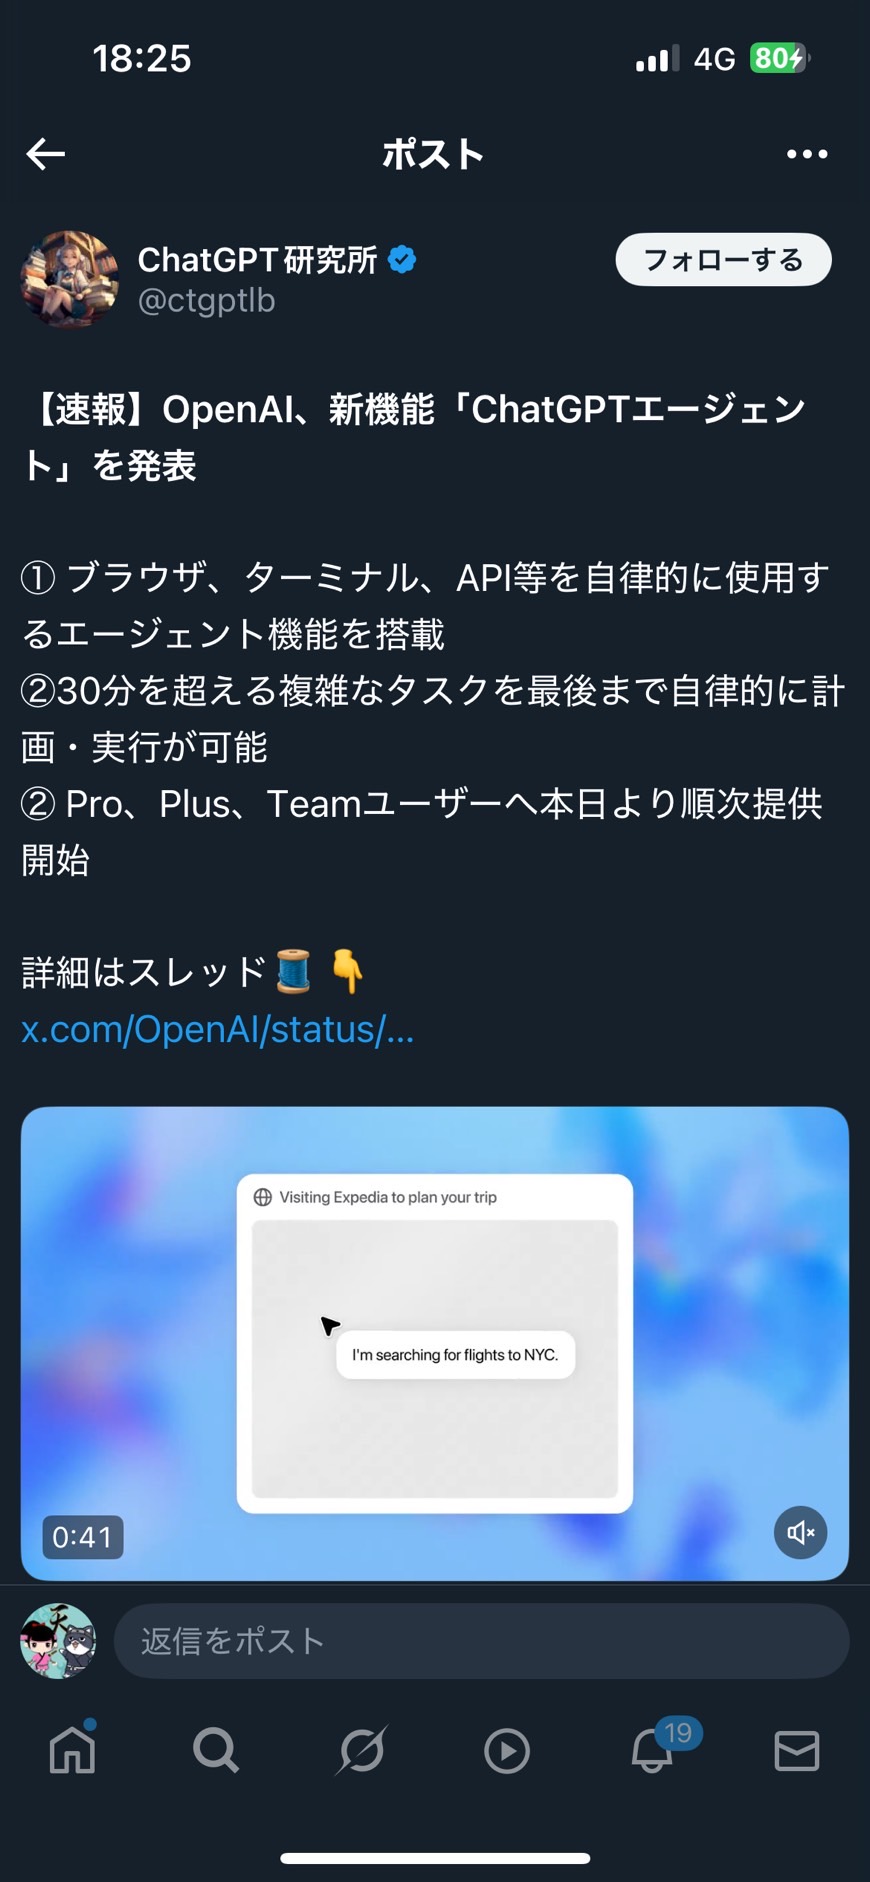 18:25
4G 80
ポスト
ChatGPT研究所
フォローする
@ctgptlb
【速報】OpenAI、新機能「ChatGPTエージェン
ト」を発表
① ブラウザ、ターミナル、API等を自律的に使用す
るエージェント機能を搭載
②30分を超える複雑なタスクを最後まで自律的に計
画・実行が可能
② Pro、Plus、Teamユーザーへ本日より順次提供
開始
詳細はスレッド🧵👇
x.com/OpenAI/status/...
Visiting Expedia to plan your trip
I'm searching for flights to NYC.
0:41
天
返信をポスト
19